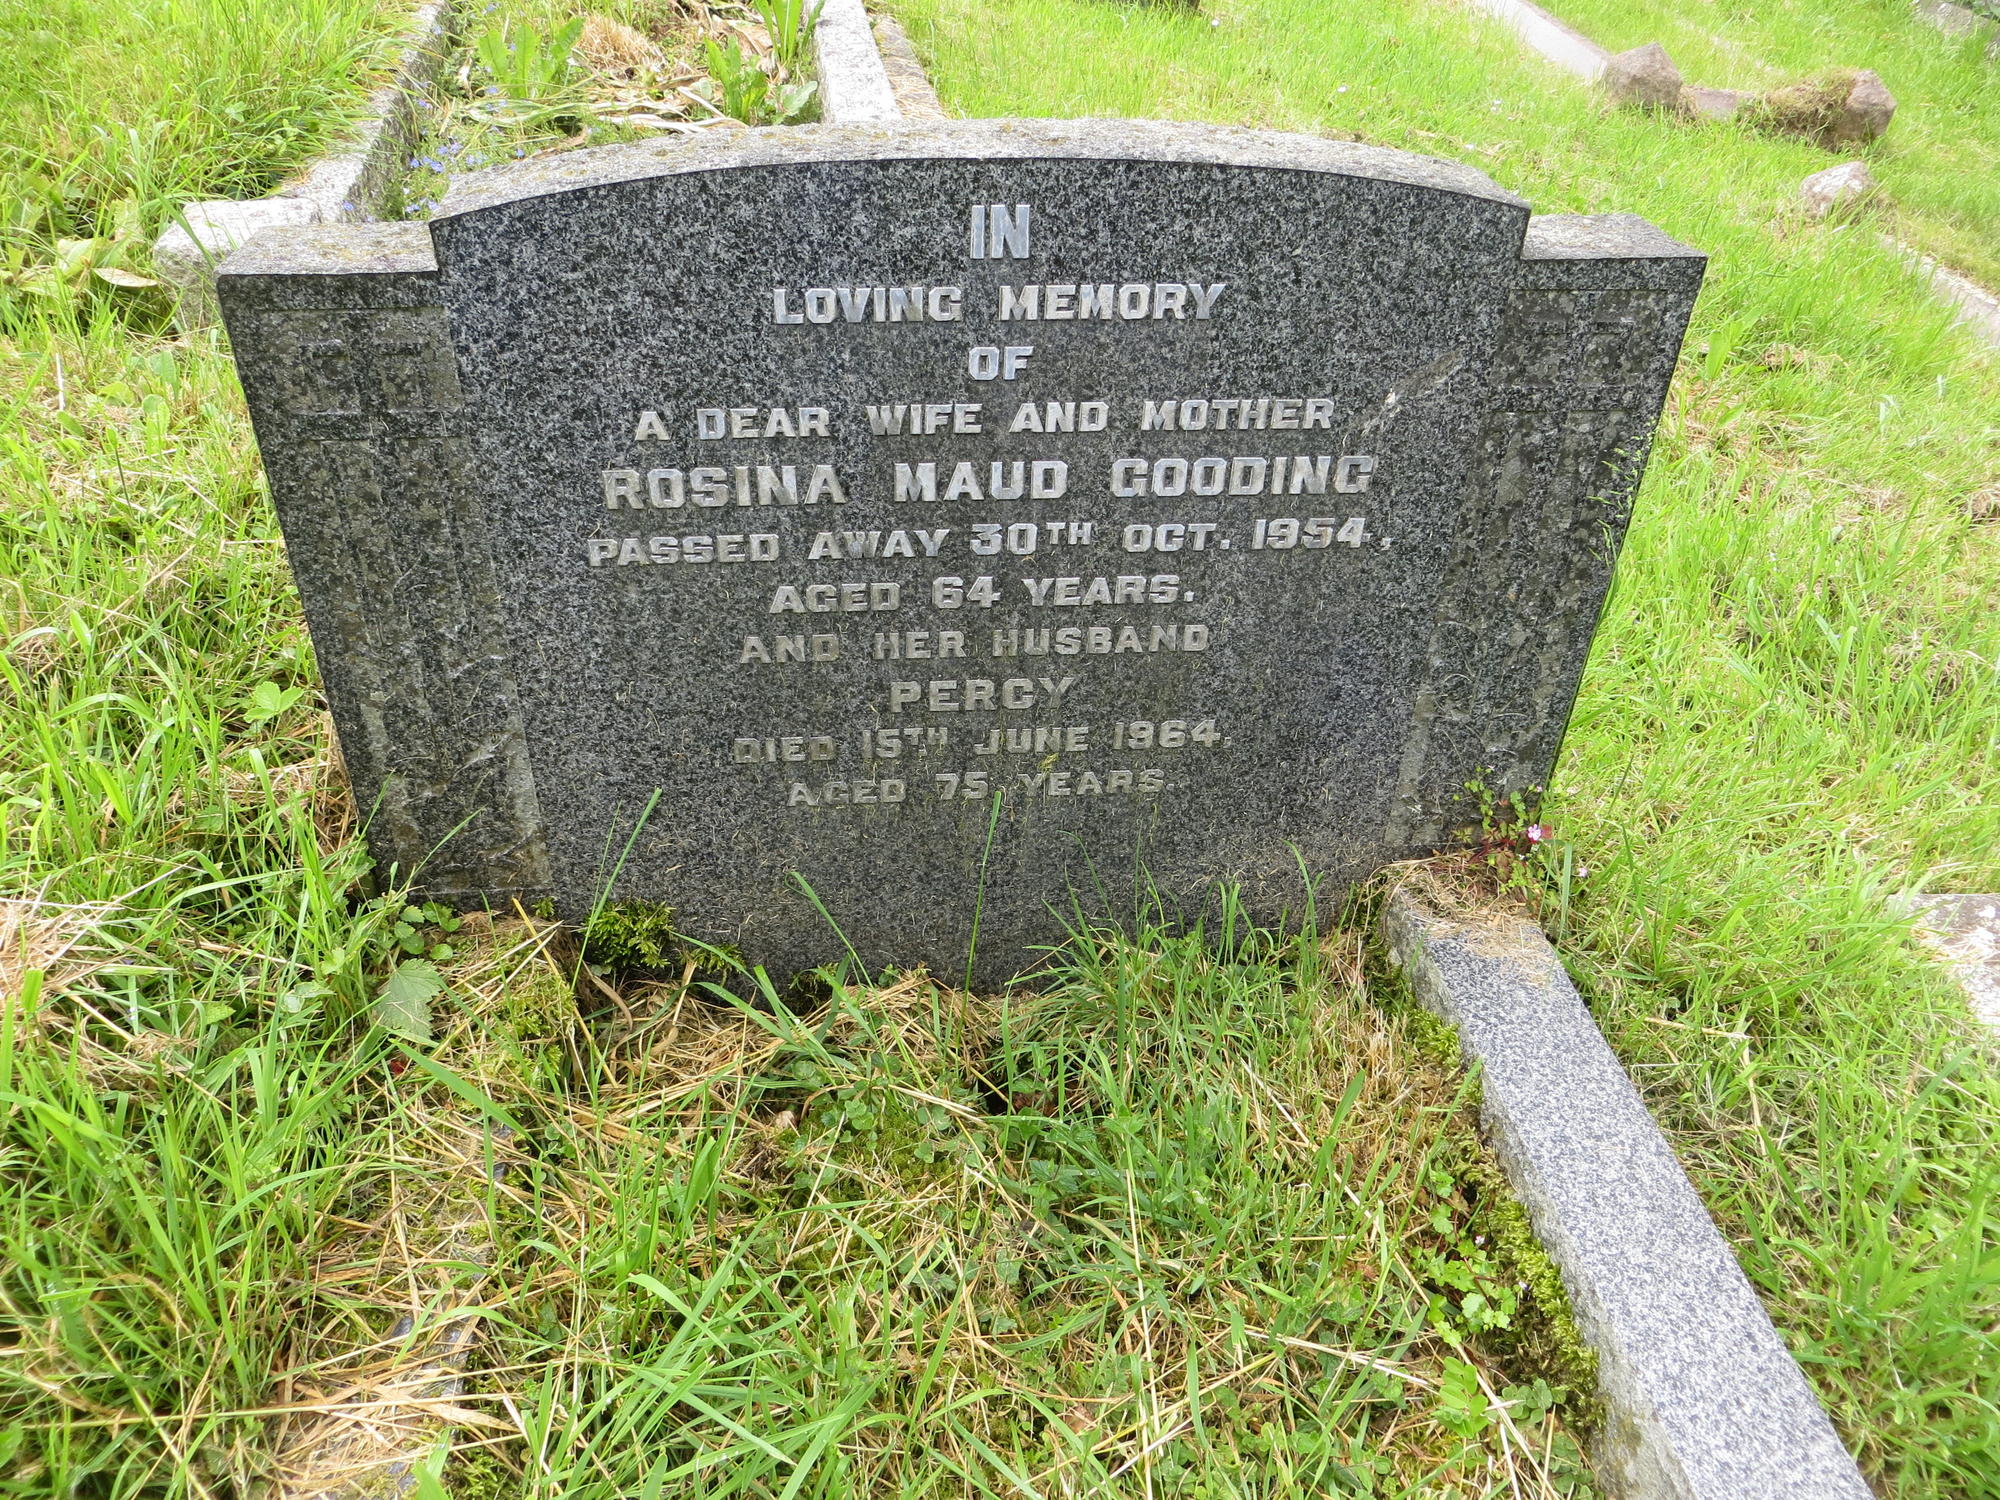 IN
LOVING MEMORY
OF
A DEAR WIFE AND MOTHER
ROSINA MAUD GOODING
PASSED AWAY 30TH OCT. 1954,
AGED 64 YEARS.
AND HER HUSBAND
PERCY
DIED 15TH JUNE 1964,
AGED 75 YEARS.